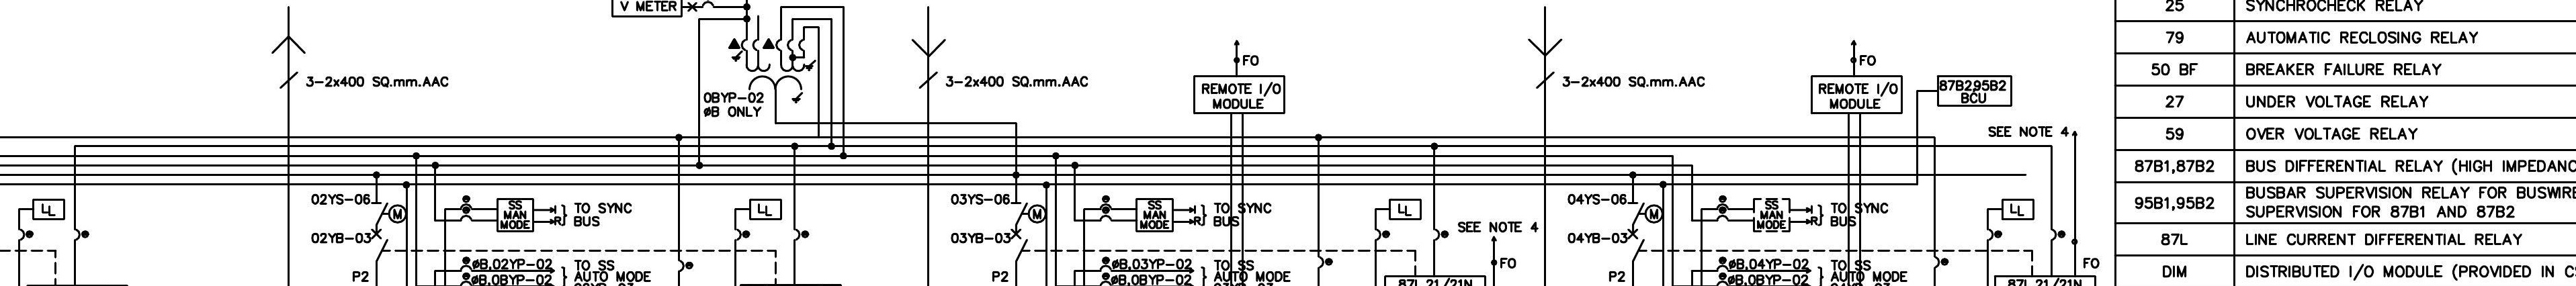 V METER
3-2x400 SQ.mm.AAC
0BYP-02
øB ONLY
3-2x400 SQ.mm.AAC
FO
REMOTE I/O
MODULE
3-2x400 SQ.mm.AAC
FO
REMOTE I/O
MODULE
87B2,95B2
BCU
SEE NOTE 4
LL
02YS-06
M
02YB-03
P2
SS
MAN
MODE
TO SYNC
BUS
øB,02YP-02
øB,0BYP-02
TO SS
AUTO MODE
LL
03YS-06
M
03YB-03
P2
SS
MAN
MODE
TO SYNC
BUS
øB,03YP-02
øB,0BYP-02
TO SS
AUTO MODE
LL
SEE NOTE 4
FO
87L,21/21N
04YS-06
M
04YB-03
P2
SS
MAN
MODE
TO SYNC
BUS
øB,04YP-02
øB,0BYP-02
TO SS
AUTO MODE
LL
FO
87L,21/21N
25 SYNCHROCHECK RELAY
79 AUTOMATIC RECLOSING RELAY
50 BF BREAKER FAILURE RELAY
27 UNDER VOLTAGE RELAY
59 OVER VOLTAGE RELAY
87B1,87B2 BUS DIFFERENTIAL RELAY (HIGH IMPEDANC
95B1,95B2 BUSBAR SUPERVISION RELAY FOR BUSWIRE
SUPERVISION FOR 87B1 AND 87B2
87L LINE CURRENT DIFFERENTIAL RELAY
DIM DISTRIBUTED I/O MODULE (PROVIDED IN C